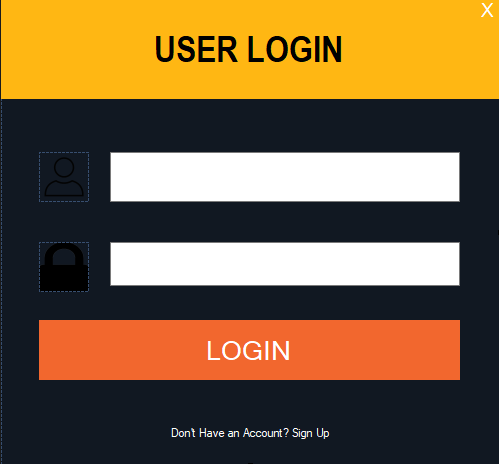 X
USER LOGIN
LOGIN
Don't Have an Account? Sign Up